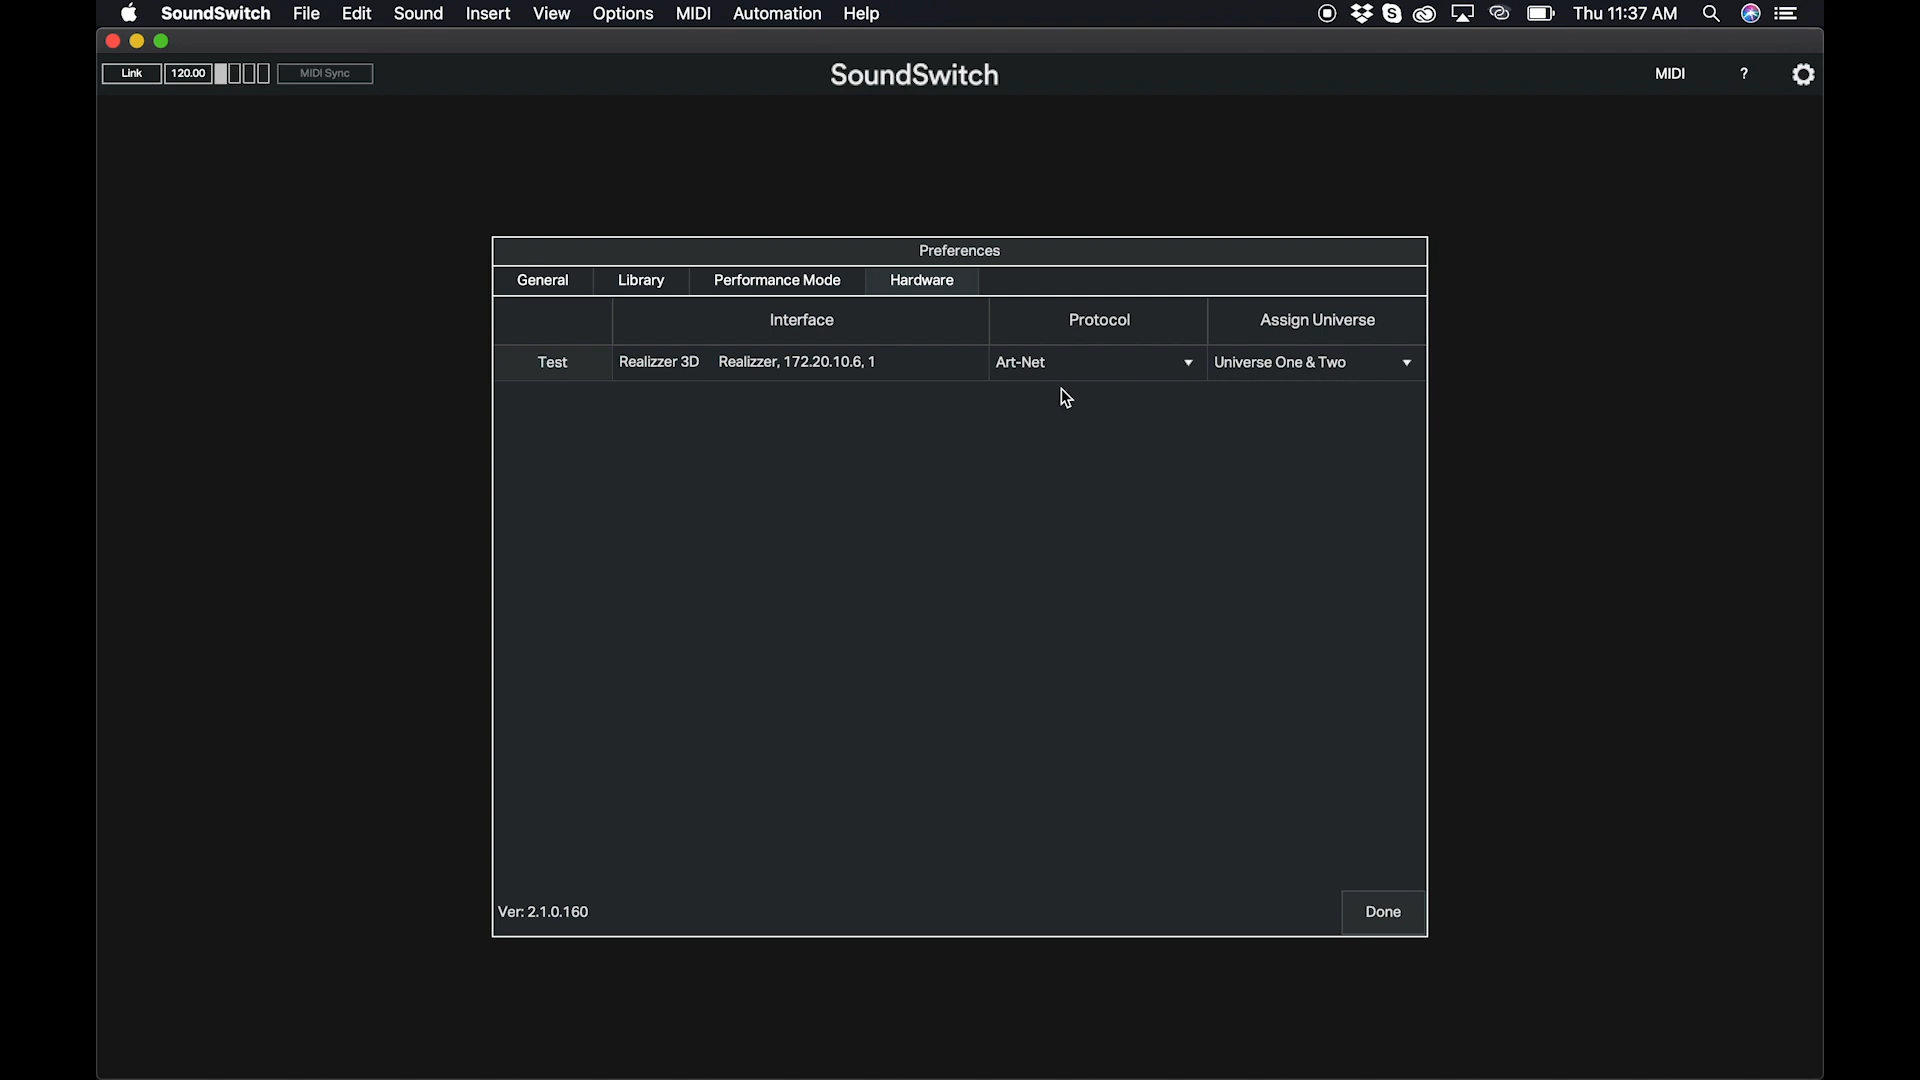 SoundSwitch File Edit Sound Insert View Options MIDI Automation Help Thu 11:37 AM
Link 120.00 MIDI Sync SoundSwitch MIDI ?
Preferences
General Library Performance Mode Hardware
Interface Protocol Assign Universe
Test Realizzer 3D Realizzer, 172.20.10.6, 1 Art-Net Universe One & Two
Ver: 2.1.0.160 Done